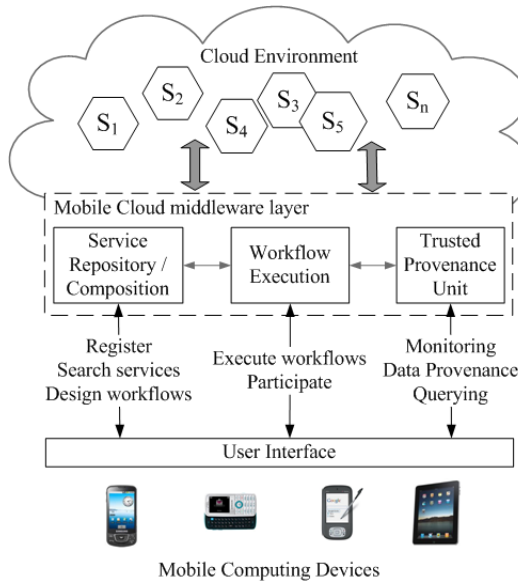 Cloud Environment
S1
S2
S4
S3
S5
Sn
Mobile Cloud middleware layer
Service
Repository /
Composition
Workflow
Execution
Trusted
Provenance
Unit
Register
Search services
Design workflows
Execute workflows
Participate
Monitoring
Data Provenance
Querying
User Interface
Mobile Computing Devices